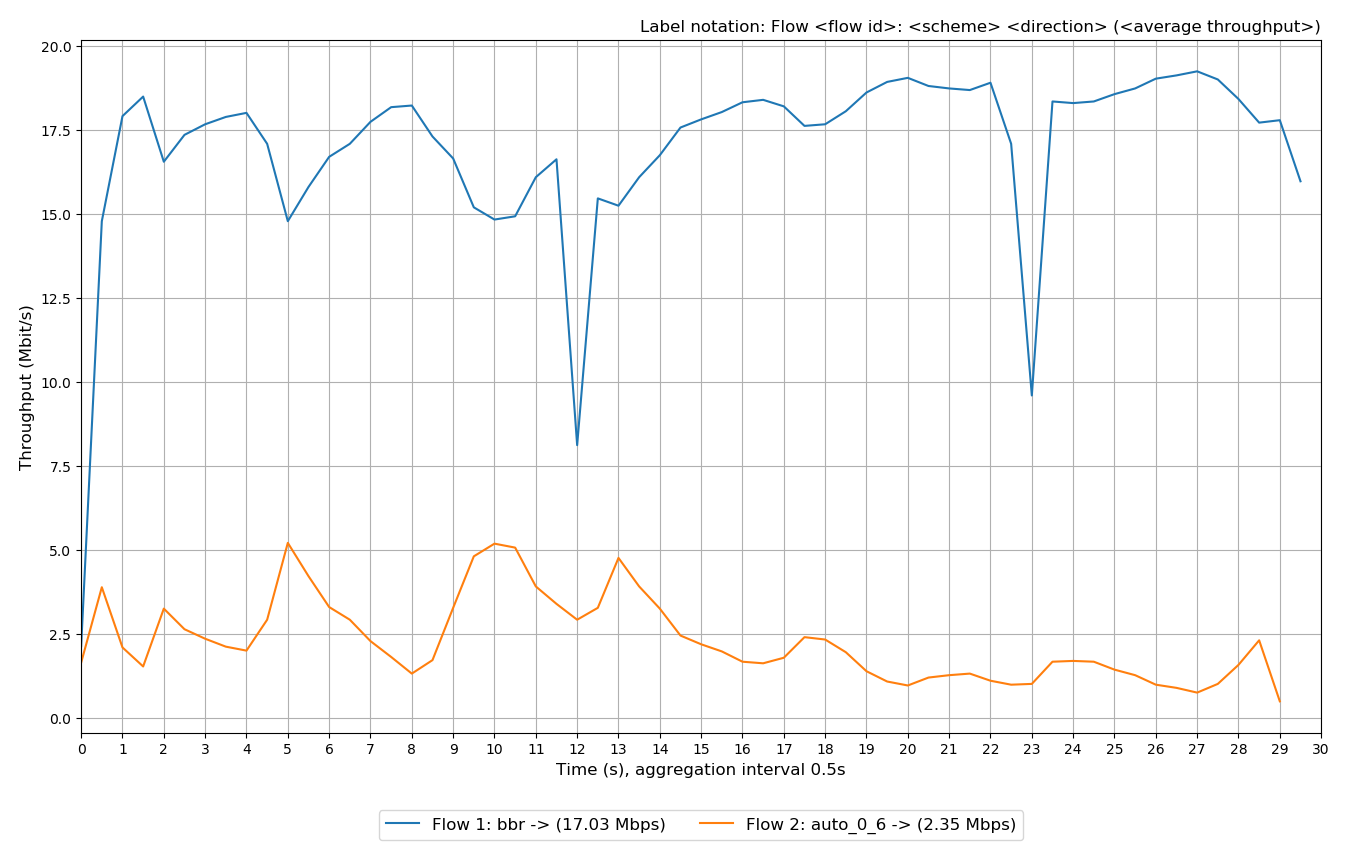 Label notation: Flow <flow id>: <scheme> <direction> (<average throughput>)
20.0
17.5
15.0
12.5
10.0
7.5
5.0
2.5
0.0
Throughput (Mbit/s)
0 1 2 3 4 5 6 7 8 9 10 11 12 13 14 15 16 17 18 19 20 21 22 23 24 25 26 27 28 29 30
Time (s), aggregation interval 0.5s
Flow 1: bbr -> (17.03 Mbps) Flow 2: auto_0_6 -> (2.35 Mbps)